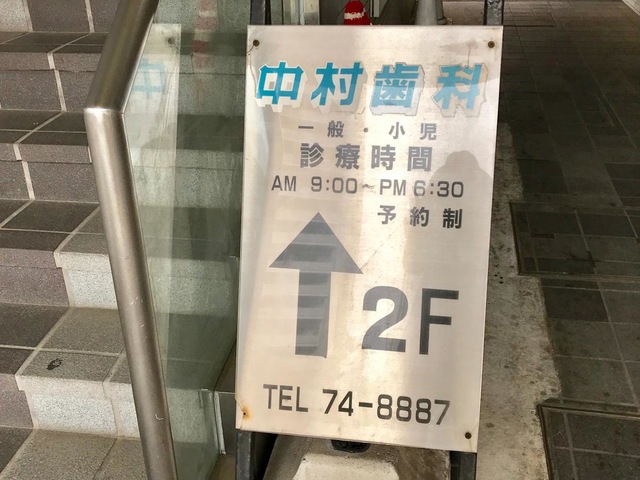 中村歯科
一般・小児
診療時間
AM 9:00～PM 6:30
予約制
2F
TEL 74-8887